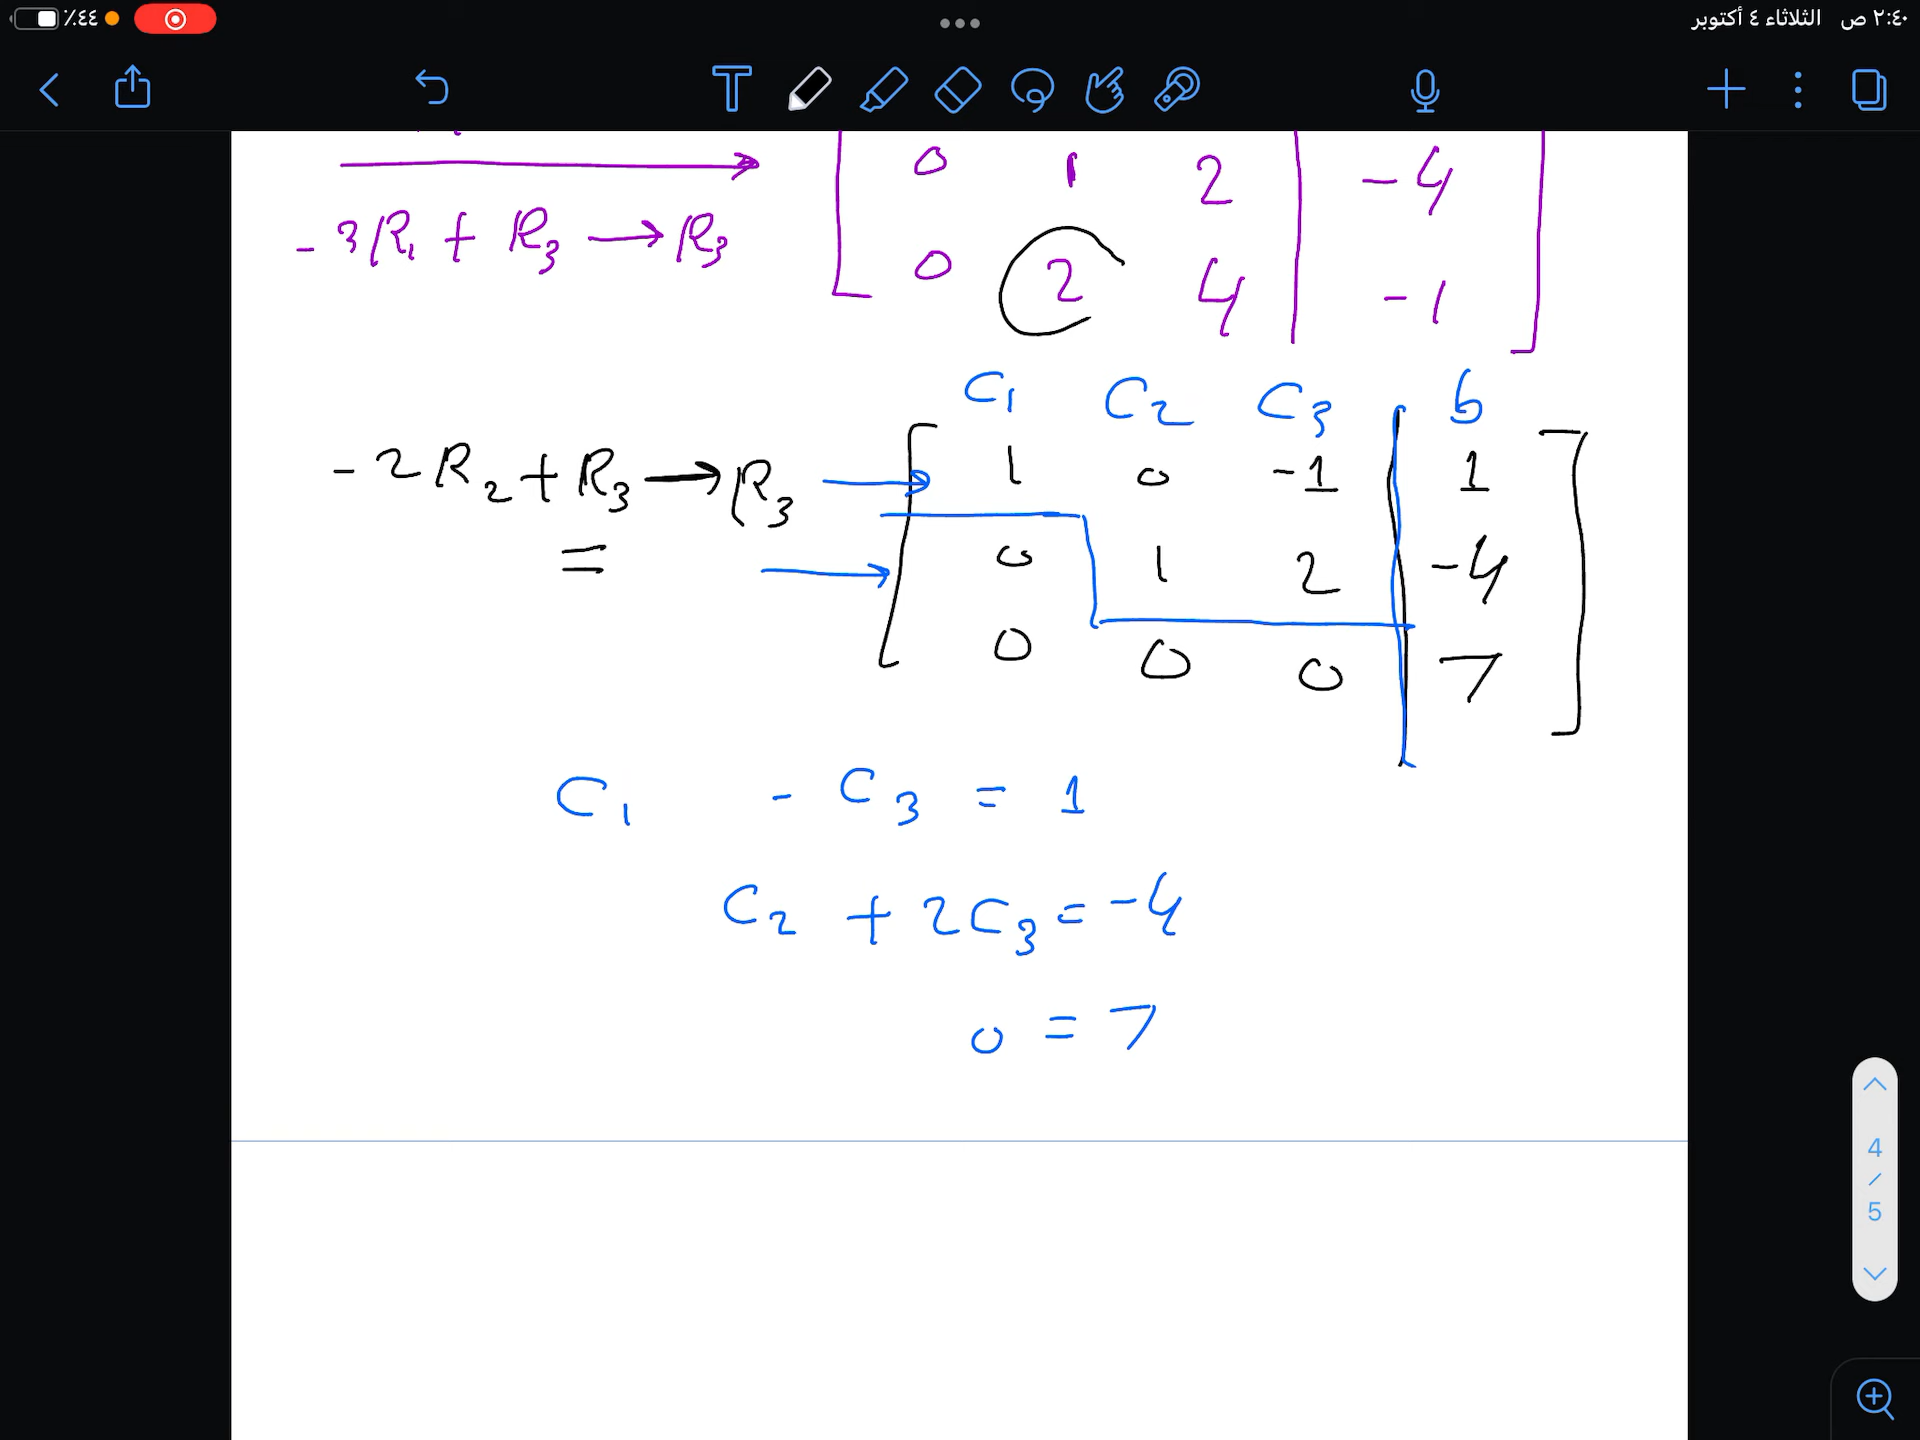 ٪٤٤
٢:٤٠ ص الثلاثاء ٤ أكتوبر
T
0 1 2 -4
-3R₁ + R₃ → R₃
0 2 4 -1
C₁ C₂ C₃ b
-2R₂ + R₃ → R₃
1 0 -1 1
=
0 1 2 -4
0 0 0 7
C₁ - C₃ = 1
C₂ + 2C₃ = -4
0 = 7
4
/
5